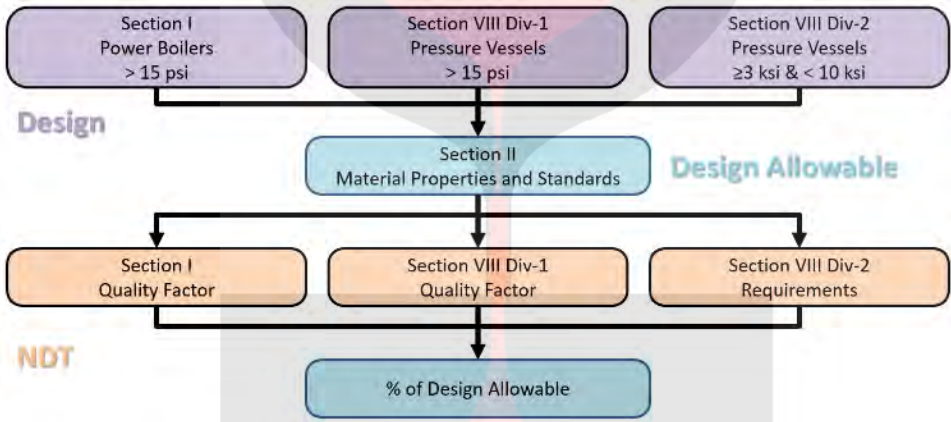 Section I
Power Boilers
> 15 psi
Section VIII Div-1
Pressure Vessels
> 15 psi
Section VIII Div-2
Pressure Vessels
≥3 ksi & < 10 ksi
Design
Section II
Material Properties and Standards
Design Allowable
Section I
Quality Factor
Section VIII Div-1
Quality Factor
Section VIII Div-2
Requirements
NDT
% of Design Allowable